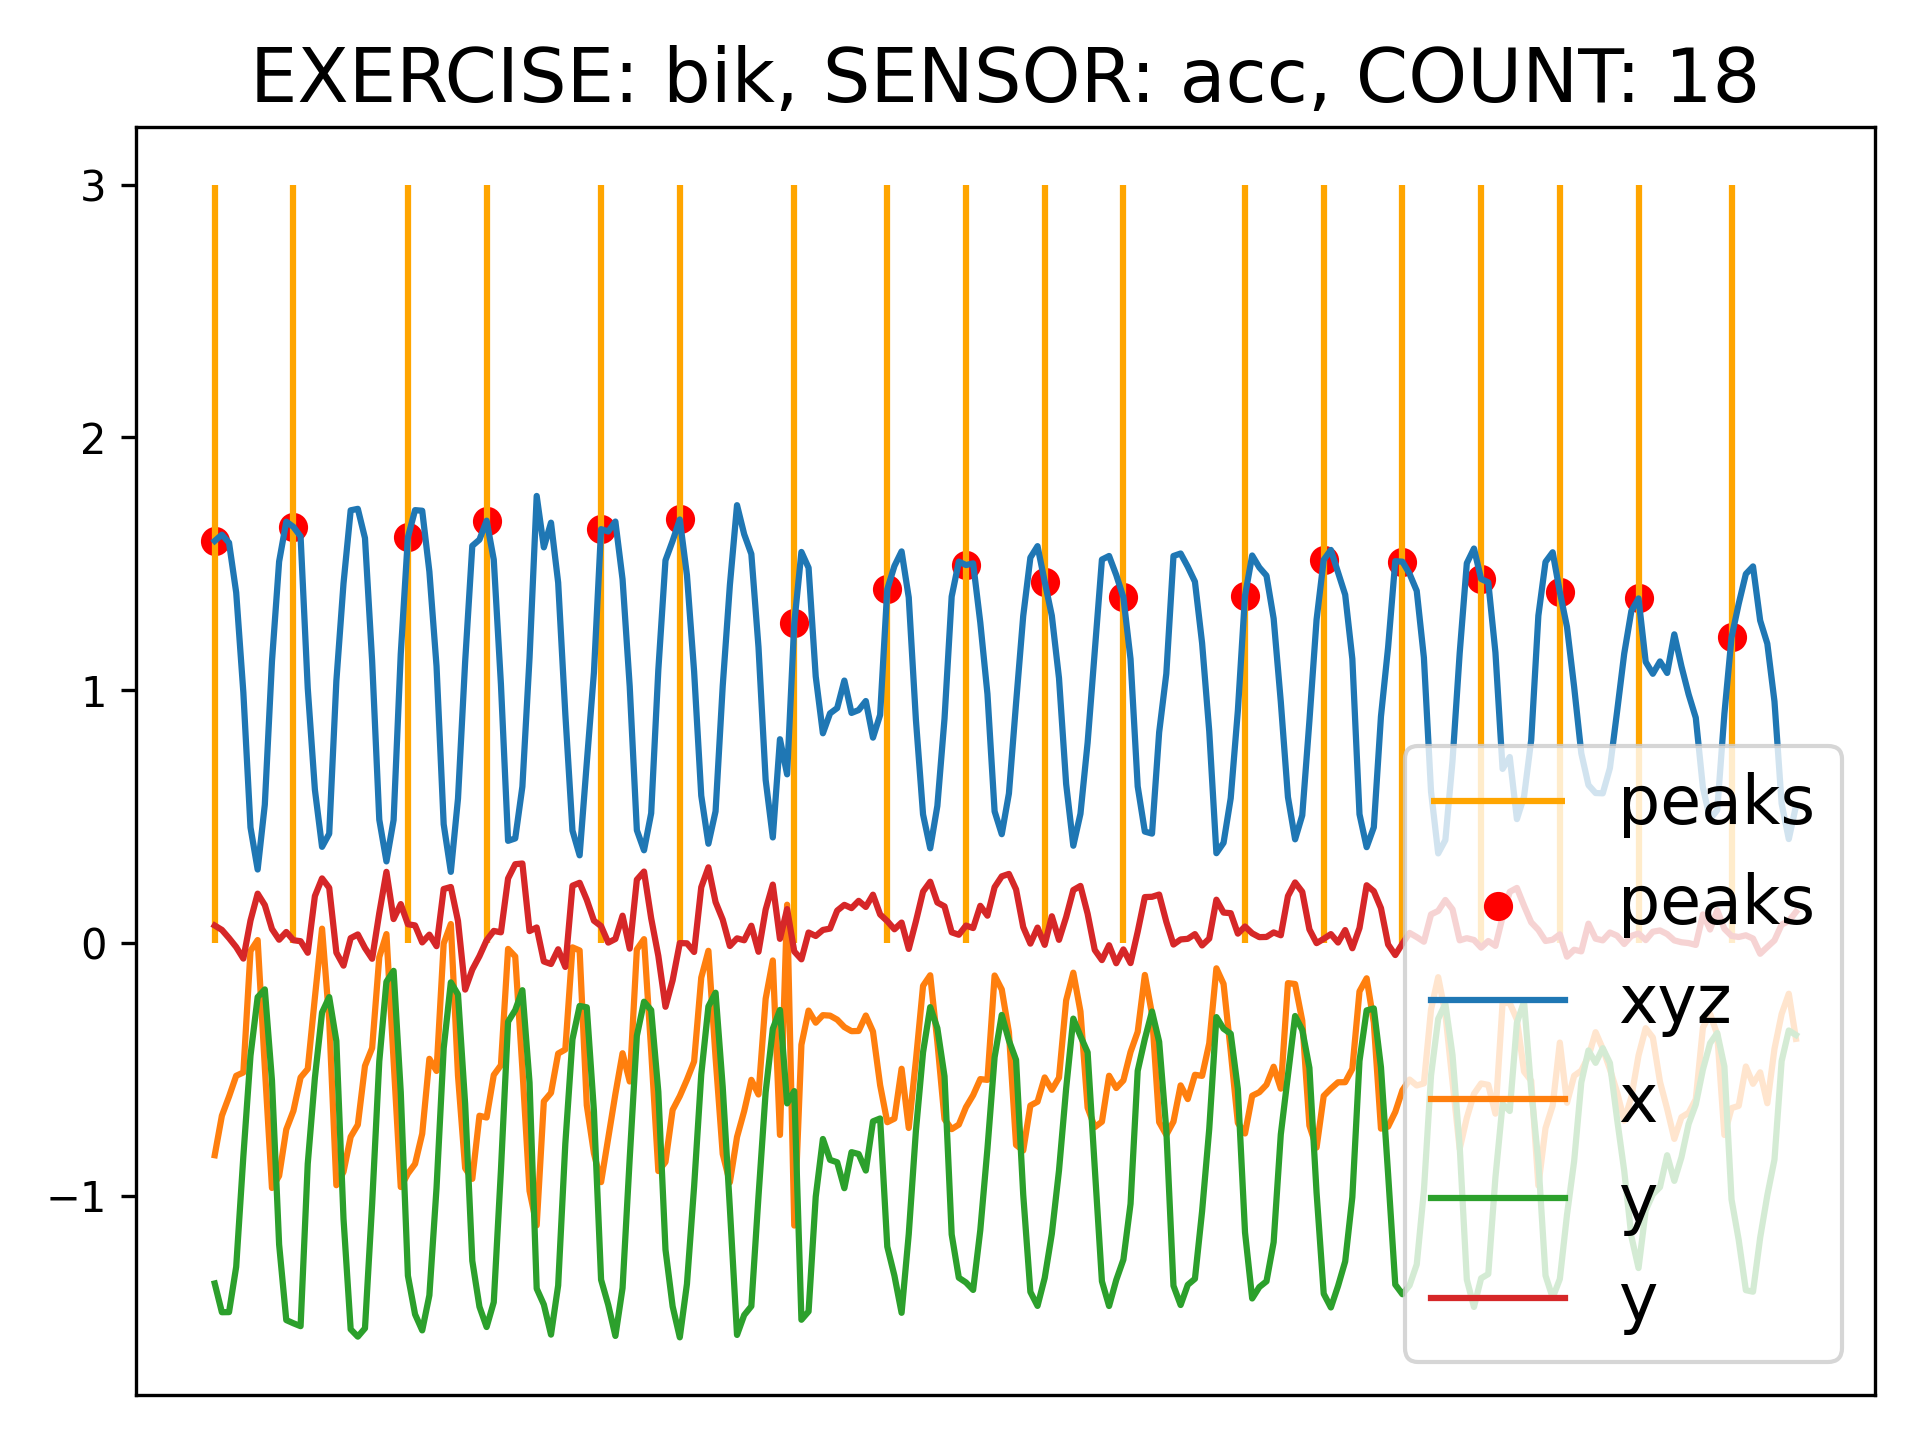 EXERCISE: bik, SENSOR: acc, COUNT: 18
3
2
1
0
−1
peaks
peaks
xyz
x
y
y